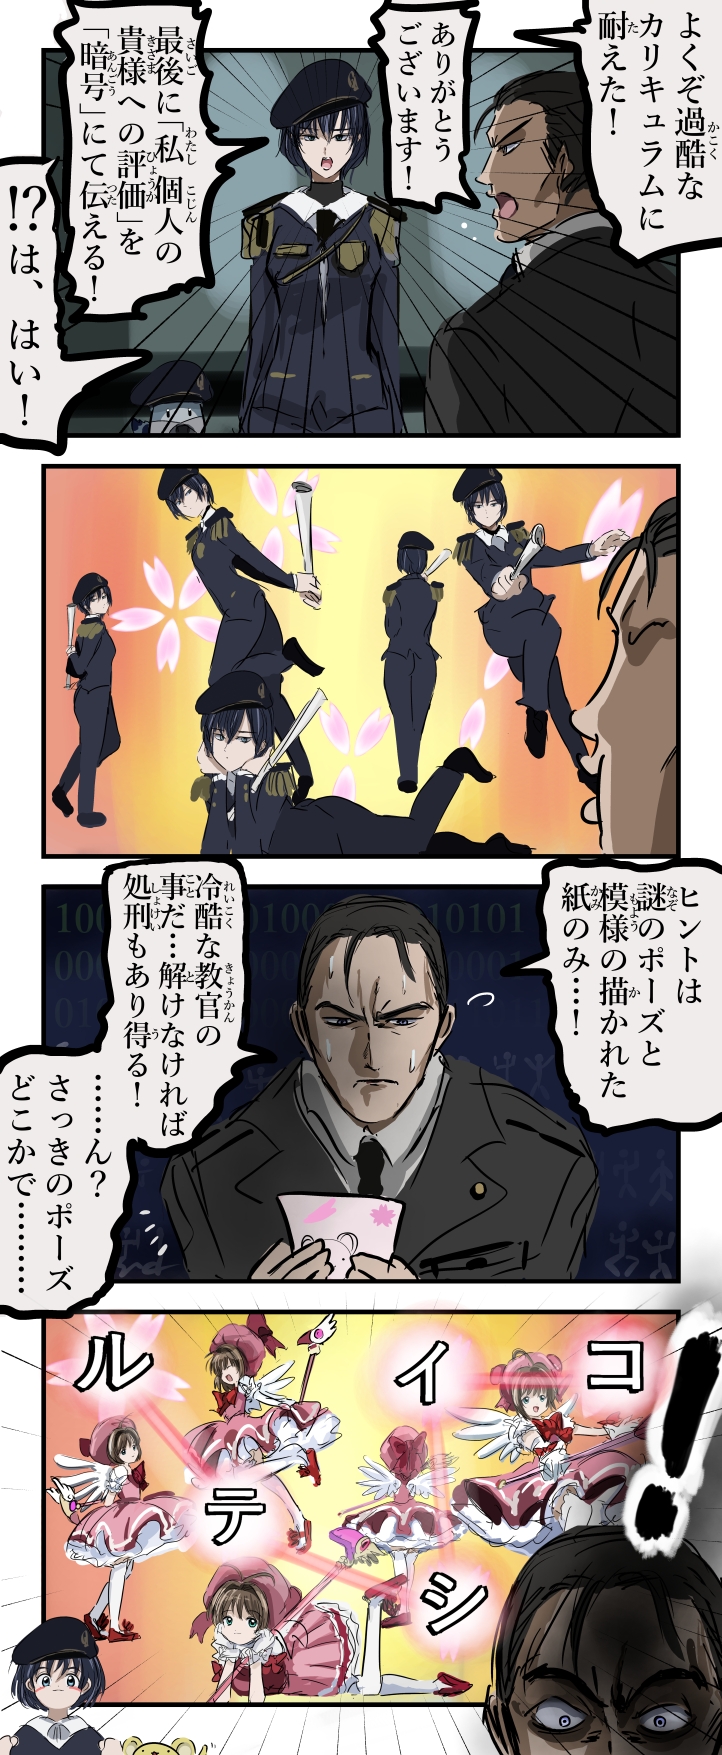 よくぞ過酷な
カリキュラムに
耐えた！
ありがとう
ございます！
最後に「私個人の
貴様への評価」を
「暗号」にて伝える！
!?は、はい！
ヒントは
謎のポーズと
模様の描かれた
紙のみ…！
冷酷な教官の
事だ…解けなければ
処刑もあり得る！
……ん？
さっきのポーズ
どこかで………
コ
イ
シ
テ
ル
！